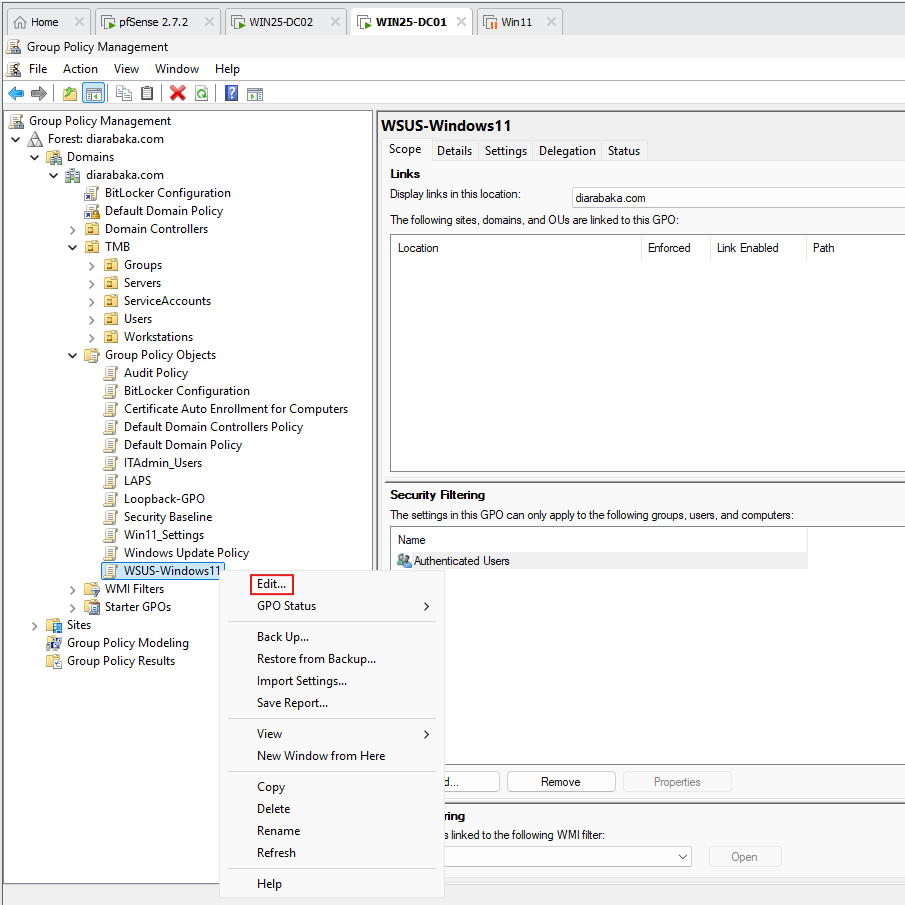 Home
pfSense 2.7.2
WIN25-DC02
WIN25-DC01
Win11
Group Policy Management
File Action View Window Help
Group Policy Management
Forest: diarabaka.com
Domains
diarabaka.com
BitLocker Configuration
Default Domain Policy
Domain Controllers
TMB
Groups
Servers
ServiceAccounts
Users
Workstations
Group Policy Objects
Audit Policy
BitLocker Configuration
Certificate Auto Enrollment for Computers
Default Domain Controllers Policy
Default Domain Policy
ITAdmin_Users
LAPS
Loopback-GPO
Security Baseline
Win11_Settings
Windows Update Policy
WSUS-Windows11
WMI Filters
Starter GPOs
Sites
Group Policy Modeling
Group Policy Results
Edit...
GPO Status
Back Up...
Restore from Backup...
Import Settings...
Save Report...
View
New Window from Here
Copy
Delete
Rename
Refresh
Help
WSUS-Windows11
Scope Details Settings Delegation Status
Links
Display links in this location: diarabaka.com
The following sites, domains, and OUs are linked to this GPO:
Location Enforced Link Enabled Path
Security Filtering
The settings in this GPO can only apply to the following groups, users, and computers:
Name
Authenticated Users
d... Remove Properties
ring
s linked to the following WMI filter:
Open